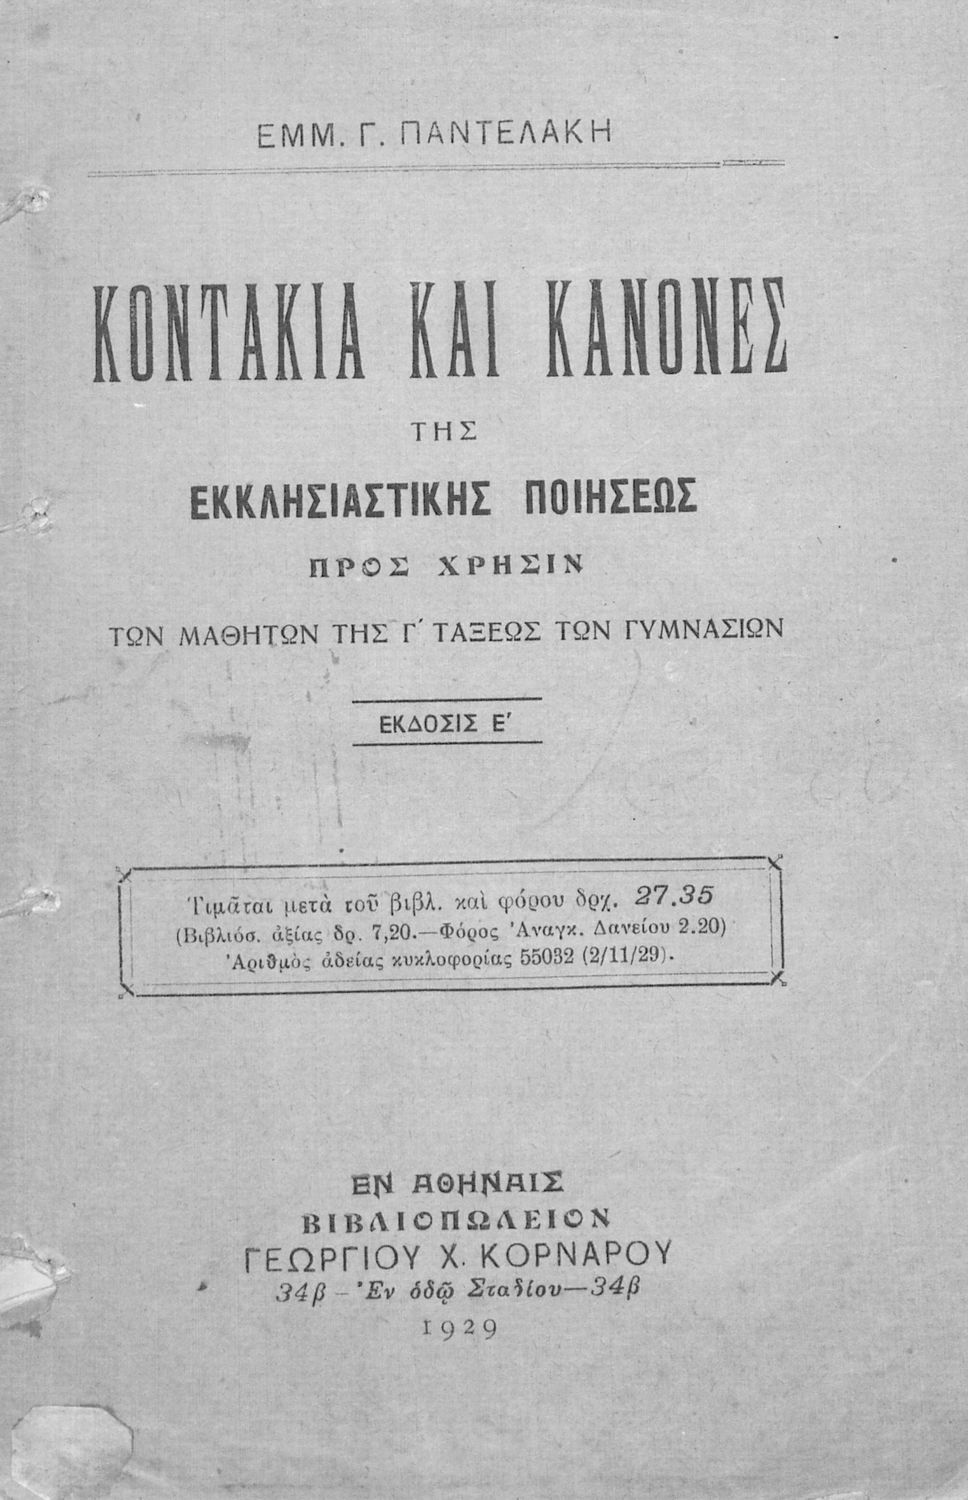 ΕΜΜ. Γ. ΠΑΝΤΕΛΑΚΗ
ΚΟΝΤΑΚΙΑ ΚΑΙ ΚΑΝΟΝΕΣ
ΤΗΣ
ΕΚΚΛΗΣΙΑΣΤΙΚΗΣ ΠΟΙΗΣΕΩΣ
ΠΡΟΣ ΧΡΗΣΙΝ
ΤΩΝ ΜΑΘΗΤΩΝ ΤΗΣ Γ΄ ΤΑΞΕΩΣ ΤΩΝ ΓΥΜΝΑΣΙΩΝ
ΕΚΔΟΣΙΣ Ε΄
Τιμᾶται μετὰ τοῦ βιβλ. καὶ φόρου δρχ. 27.35
(Βιβλιόσ. ἀξίας δρ. 7,20.—Φόρος Ἀναγκ. Δανείου 2.20)
Ἀριθμὸς ἀδείας κυκλοφορίας 55032 (2/11/29).
ΕΝ ΑΘΗΝΑΙΣ
ΒΙΒΛΙΟΠΩΛΕΙΟΝ
ΓΕΩΡΓΙΟΥ Χ. ΚΟΡΝΑΡΟΥ
34β – Ἐν ὁδῷ Σταδίου—34β
1929